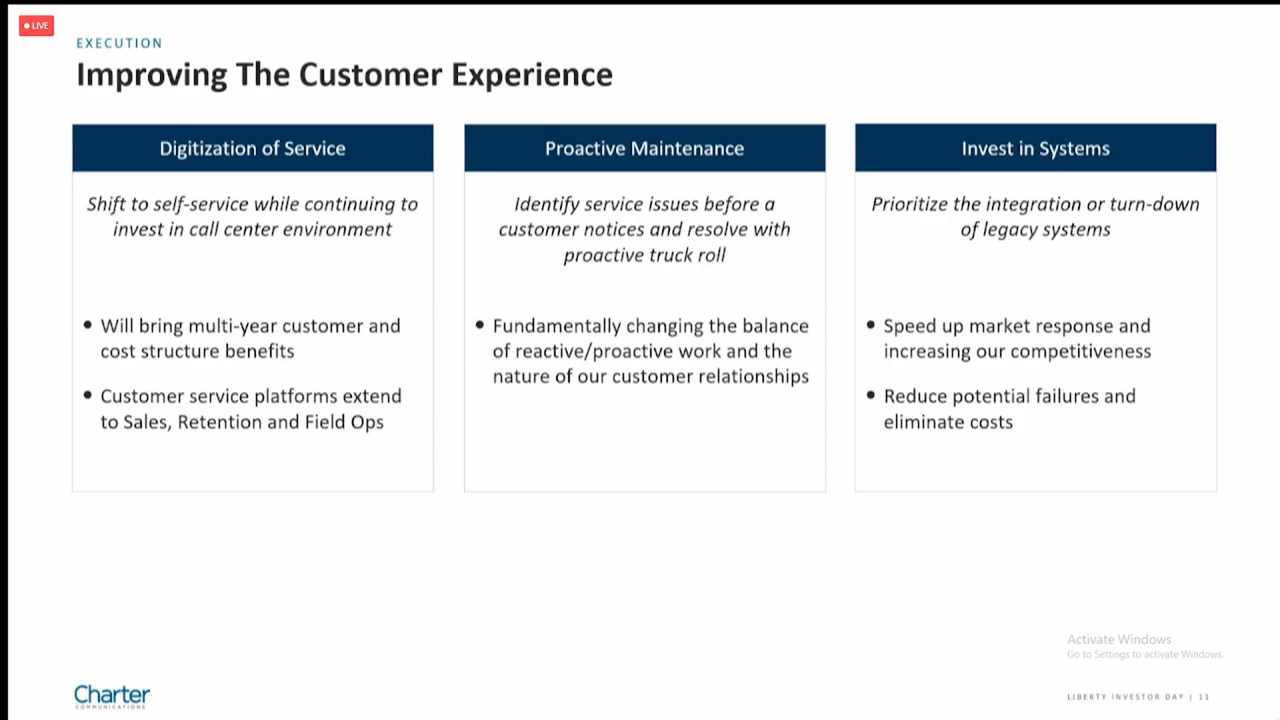 LIVE
EXECUTION
Improving The Customer Experience
Digitization of Service
Shift to self-service while continuing to
invest in call center environment
• Will bring multi-year customer and
cost structure benefits
• Customer service platforms extend
to Sales, Retention and Field Ops
Proactive Maintenance
Identify service issues before a
customer notices and resolve with
proactive truck roll
• Fundamentally changing the balance
of reactive/proactive work and the
nature of our customer relationships
Invest in Systems
Prioritize the integration or turn-down
of legacy systems
• Speed up market response and
increasing our competitiveness
• Reduce potential failures and
eliminate costs
Activate Windows
Go to Settings to activate Windows.
Charter
COMMUNICATIONS
LIBERTY INVESTOR DAY | 11